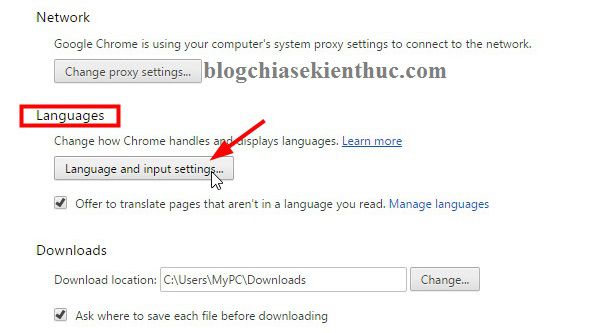 Network
Google Chrome is using your computer's system proxy settings to connect to the network.
Change proxy settings... blogchiasekienthuc.com
Languages
Change how Chrome handles and displays languages. Learn more
Language and input settings...
Offer to translate pages that aren't in a language you read. Manage languages
Downloads
Download location: C:\Users\MyPC\Downloads Change...
Ask where to save each file before downloading